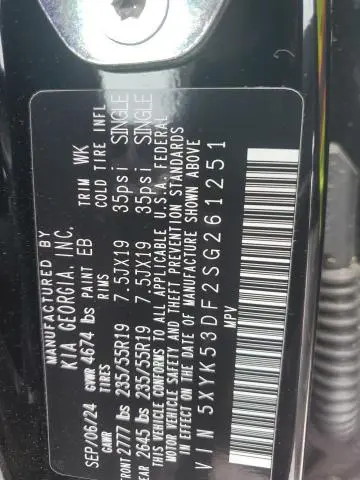 MANUFACTURED BY
KIA GEORGIA, INC.
SEP/06/24 GVWR 4674 lbs PAINT EB TRIM WK
GAWR TIRES RIMS COLD TIRE INFL
FRONT 2777 lbs 235/55R19 7.5JX19 35psi SINGLE
REAR 2645 lbs 235/55R19 7.5JX19 35psi SINGLE
THIS VEHICLE CONFORMS TO ALL APPLICABLE U.S.A. FEDERAL
MOTOR VEHICLE SAFETY AND THEFT PREVENTION STANDARDS
IN EFFECT ON THE DATE OF MANUFACTURE SHOWN ABOVE
VIN 5XYK53DF2SG261251
MPV